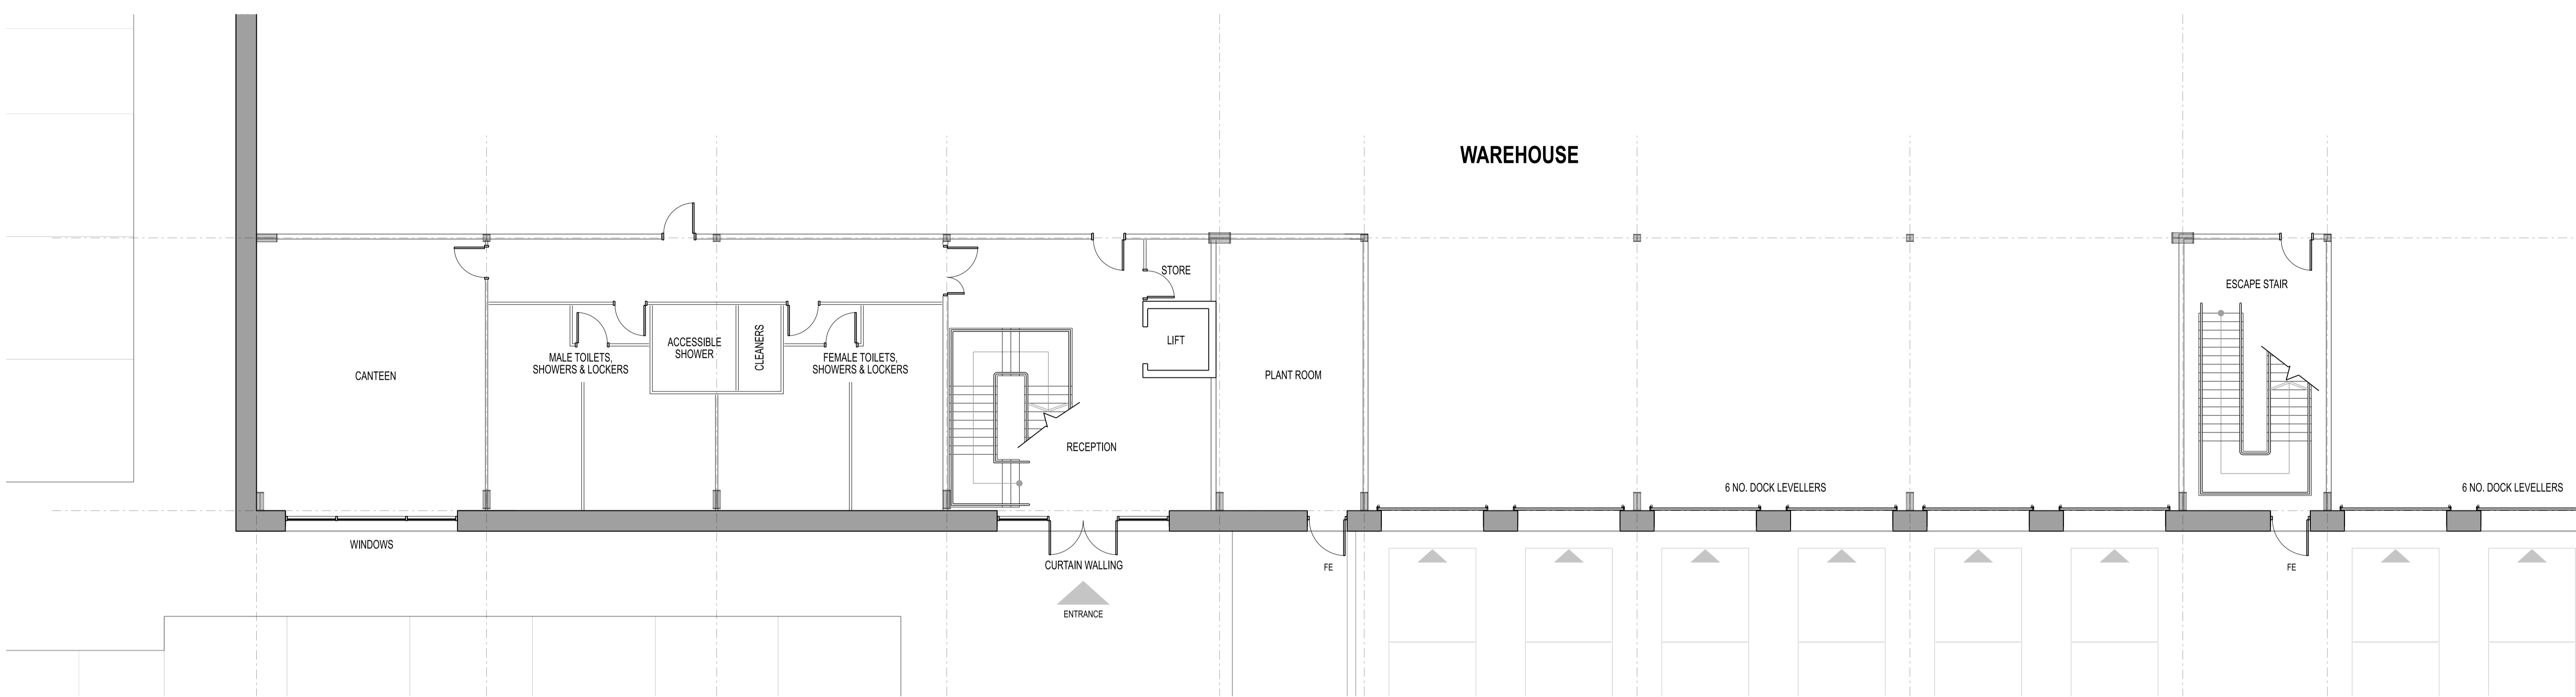 WAREHOUSE
STORE
ESCAPE STAIR
LIFT
ACCESSIBLE
SHOWER
CLEANERS
MALE TOILETS,
SHOWERS & LOCKERS
FEMALE TOILETS,
SHOWERS & LOCKERS
CANTEEN
PLANT ROOM
RECEPTION
6 NO. DOCK LEVELLERS
6 NO. DOCK LEVELLERS
WINDOWS
CURTAIN WALLING
FE
FE
ENTRANCE